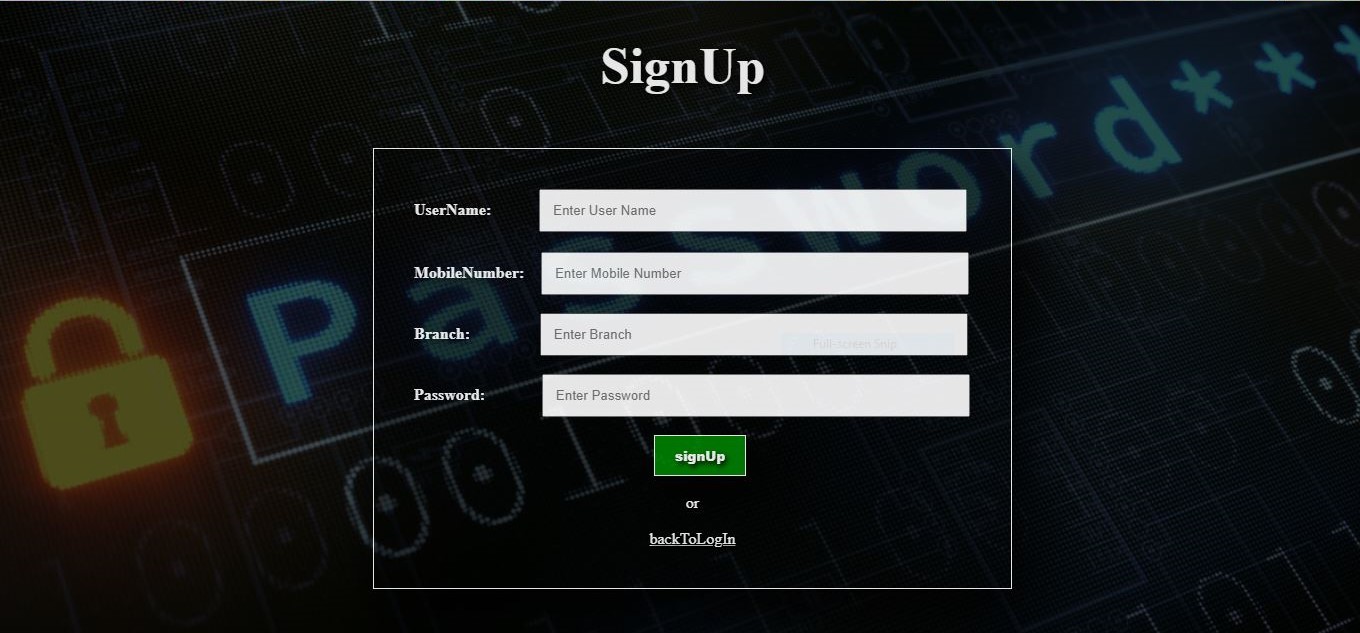 SignUp
Password***
UserName: Enter User Name
MobileNumber: Enter Mobile Number
Branch: Enter Branch
Full-screen Snip
Password: Enter Password
signUp
or
backToLogIn